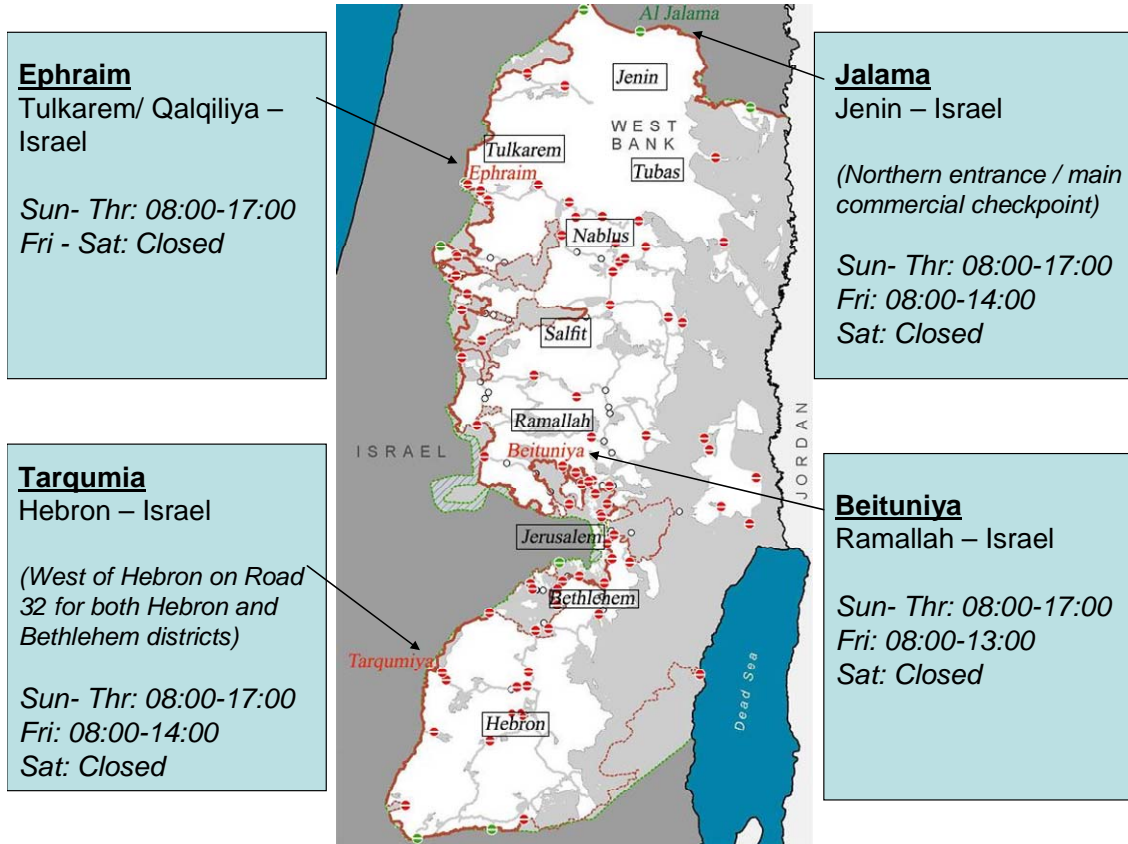 Ephraim
Tulkarem/ Qalqiliya –
Israel
Sun- Thr: 08:00-17:00
Fri - Sat: Closed
Tarqumia
Hebron – Israel
(West of Hebron on Road
32 for both Hebron and
Bethlehem districts)
Sun- Thr: 08:00-17:00
Fri: 08:00-14:00
Sat: Closed
Al Jalama
Jenin
WEST
BANK
Tulkarem
Tubas
Ephraim
Nablus
Salfit
Ramallah
ISRAEL
Beituniya
JORDAN
Jerusalem
Bethlehem
Tarqumiya
Dead Sea
Hebron
Jalama
Jenin – Israel
(Northern entrance / main
commercial checkpoint)
Sun- Thr: 08:00-17:00
Fri: 08:00-14:00
Sat: Closed
Beituniya
Ramallah – Israel
Sun- Thr: 08:00-17:00
Fri: 08:00-13:00
Sat: Closed